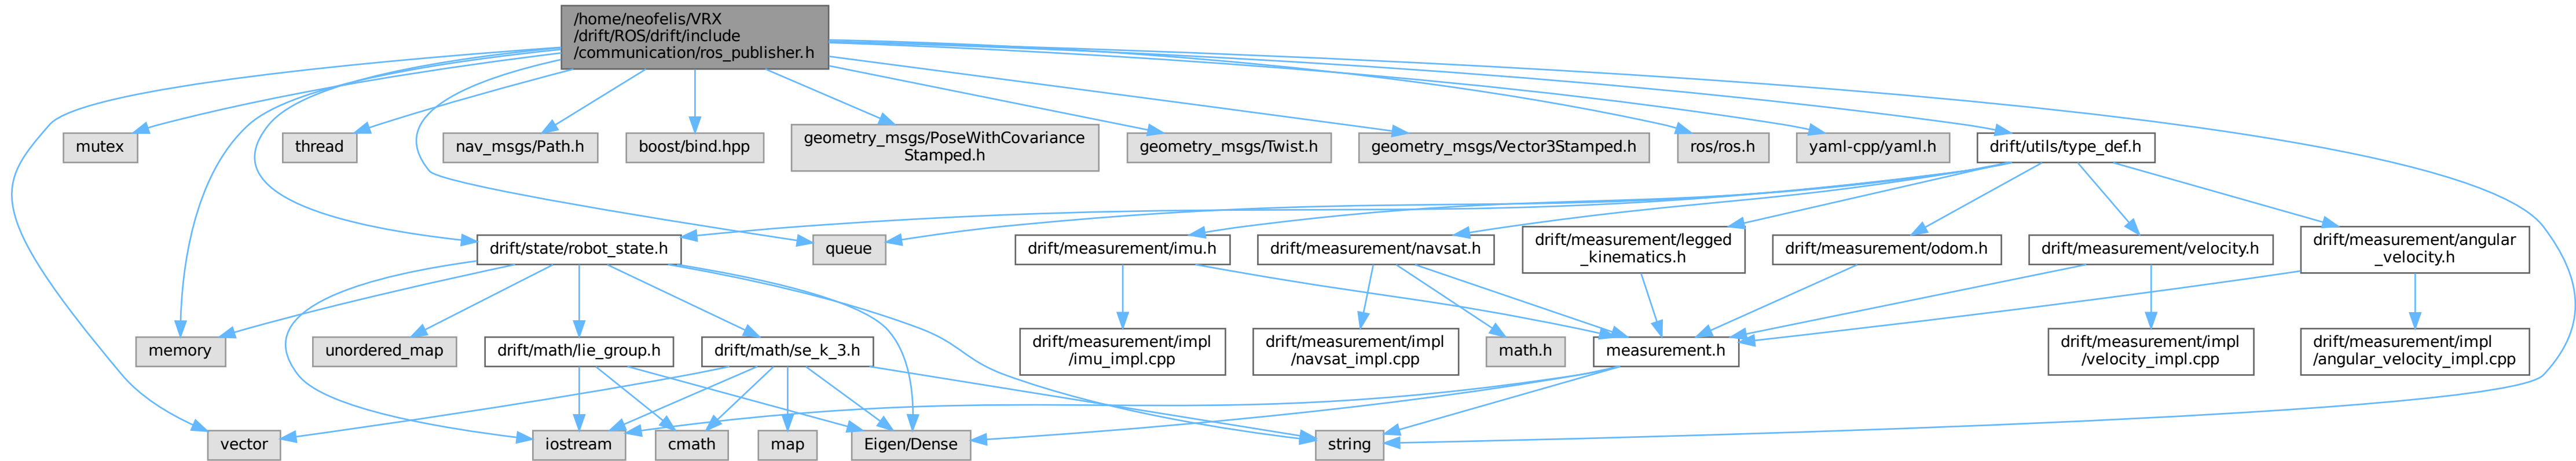 /home/neofelis/VRX
/drift/ROS/drift/include
/communication/ros_publisher.h
mutex
thread
nav_msgs/Path.h
boost/bind.hpp
geometry_msgs/PoseWithCovariance
Stamped.h
geometry_msgs/Twist.h
geometry_msgs/Vector3Stamped.h
ros/ros.h
yaml-cpp/yaml.h
drift/utils/type_def.h
drift/state/robot_state.h
queue
drift/measurement/imu.h
drift/measurement/navsat.h
drift/measurement/legged
_kinematics.h
drift/measurement/odom.h
drift/measurement/velocity.h
drift/measurement/angular
_velocity.h
memory
unordered_map
drift/math/lie_group.h
drift/math/se_k_3.h
drift/measurement/impl
/imu_impl.cpp
drift/measurement/impl
/navsat_impl.cpp
math.h
measurement.h
drift/measurement/impl
/velocity_impl.cpp
drift/measurement/impl
/angular_velocity_impl.cpp
vector
iostream
cmath
map
Eigen/Dense
string